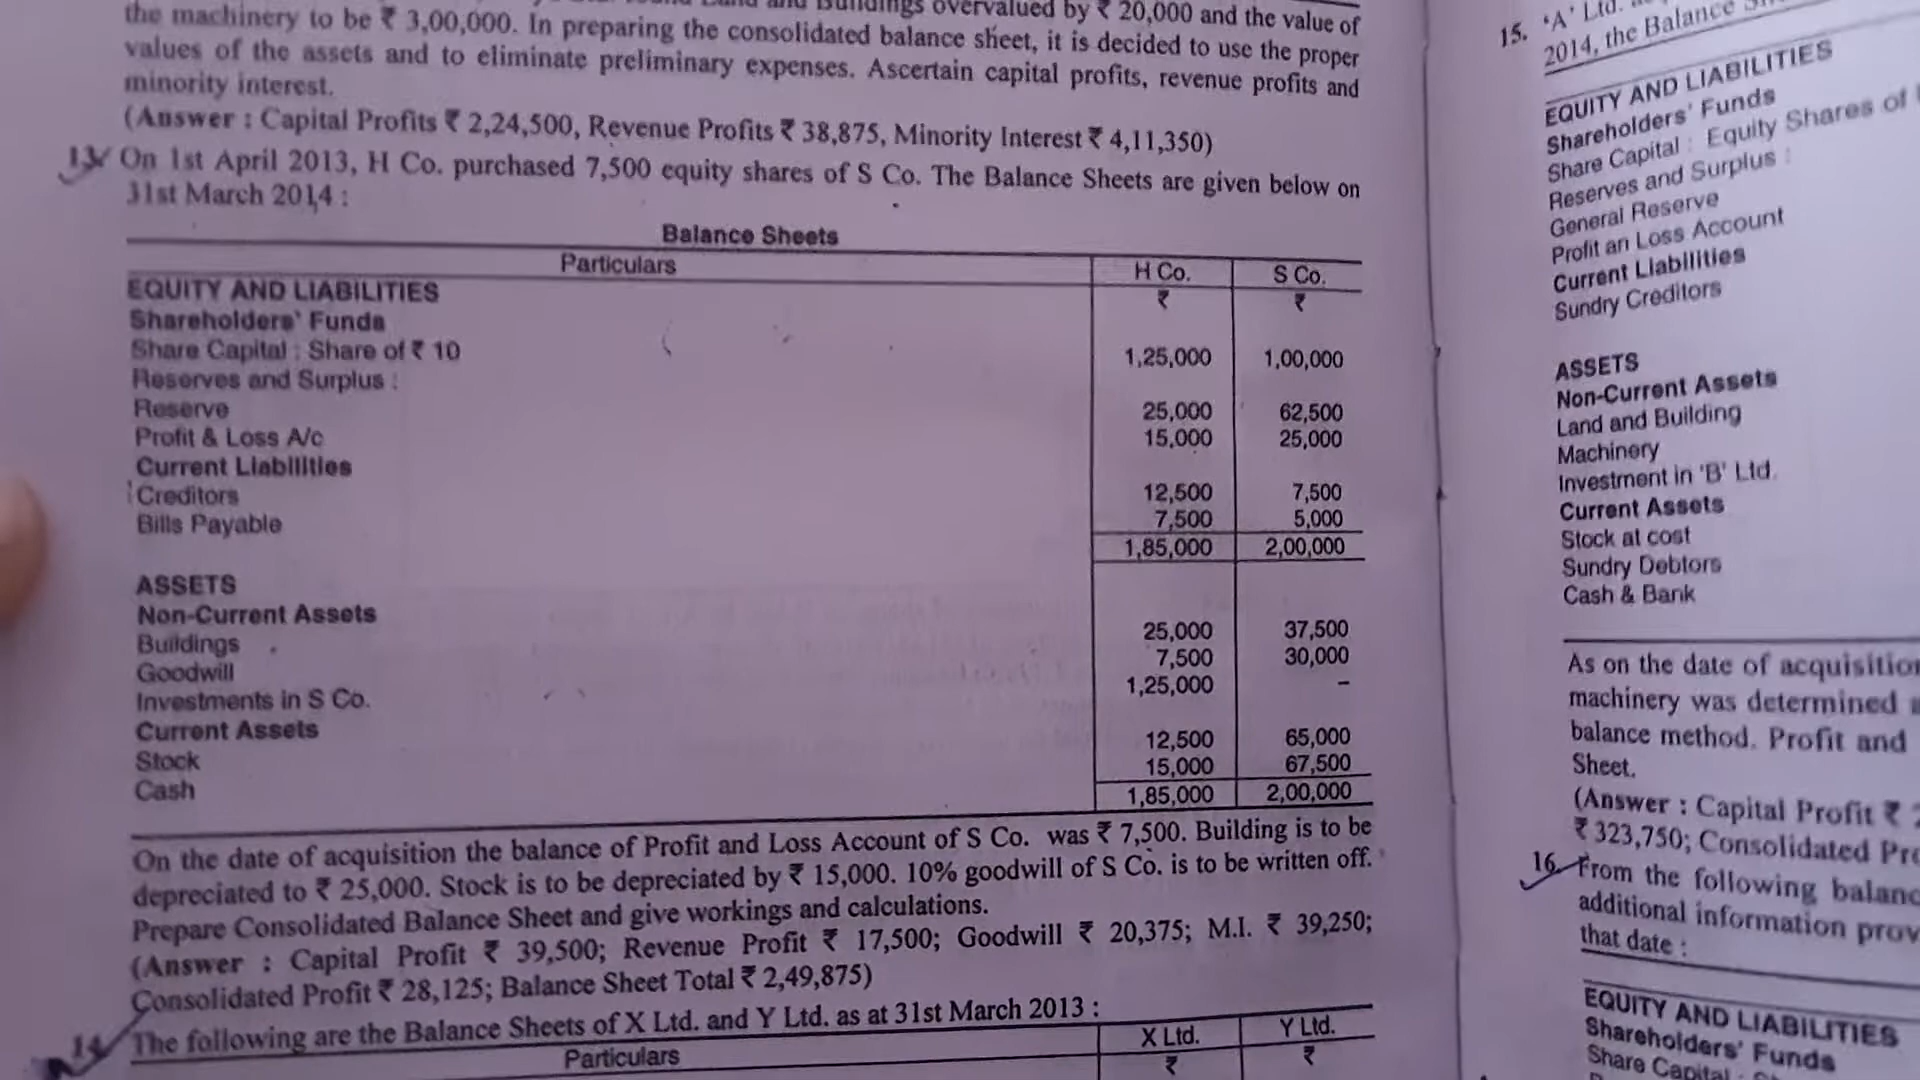 Buildings overvalued by ₹ 20,000 and the value of
the machinery to be ₹ 3,00,000. In preparing the consolidated balance sheet, it is decided to use the proper
values of the assets and to eliminate preliminary expenses. Ascertain capital profits, revenue profits and
minority interest.
(Answer : Capital Profits ₹ 2,24,500, Revenue Profits ₹ 38,875, Minority Interest ₹ 4,11,350)
13. On 1st April 2013, H Co. purchased 7,500 equity shares of S Co. The Balance Sheets are given below on
31st March 2014 :
Balance Sheets
Particulars H Co. S Co.
₹ ₹
EQUITY AND LIABILITIES
Shareholders' Funds
Share Capital : Share of ₹ 10 1,25,000 1,00,000
Reserves and Surplus :
Reserve 25,000 62,500
Profit & Loss A/c 15,000 25,000
Current Liabilities
Creditors 12,500 7,500
Bills Payable 7,500 5,000
1,85,000 2,00,000
ASSETS
Non-Current Assets
Buildings 25,000 37,500
Goodwill 7,500 30,000
Investments in S Co. 1,25,000 –
Current Assets
Stock 12,500 65,000
Cash 15,000 67,500
1,85,000 2,00,000
On the date of acquisition the balance of Profit and Loss Account of S Co. was ₹ 7,500. Building is to be
depreciated to ₹ 25,000. Stock is to be depreciated by ₹ 15,000. 10% goodwill of S Co. is to be written off.
Prepare Consolidated Balance Sheet and give workings and calculations.
(Answer : Capital Profit ₹ 39,500; Revenue Profit ₹ 17,500; Goodwill ₹ 20,375; M.I. ₹ 39,250;
Consolidated Profit ₹ 28,125; Balance Sheet Total ₹ 2,49,875)
14. The following are the Balance Sheets of X Ltd. and Y Ltd. as at 31st March 2013 :
Particulars X Ltd. Y Ltd.
₹ ₹
15. 'A' Ltd.
2014, the Balance
EQUITY AND LIABILITIES
Shareholders' Funds
Share Capital : Equity Shares of
Reserves and Surplus :
General Reserve
Profit an Loss Account
Current Liabilities
Sundry Creditors
ASSETS
Non-Current Assets
Land and Building
Machinery
Investment in 'B' Ltd.
Current Assets
Stock at cost
Sundry Debtors
Cash & Bank
As on the date of acquisition
machinery was determined
balance method. Profit and
Sheet.
(Answer : Capital Profit ₹
₹ 323,750; Consolidated
16. From the following
additional information
that date :
EQUITY AND LIABILITIES
Shareholders' Funds
Share Capital